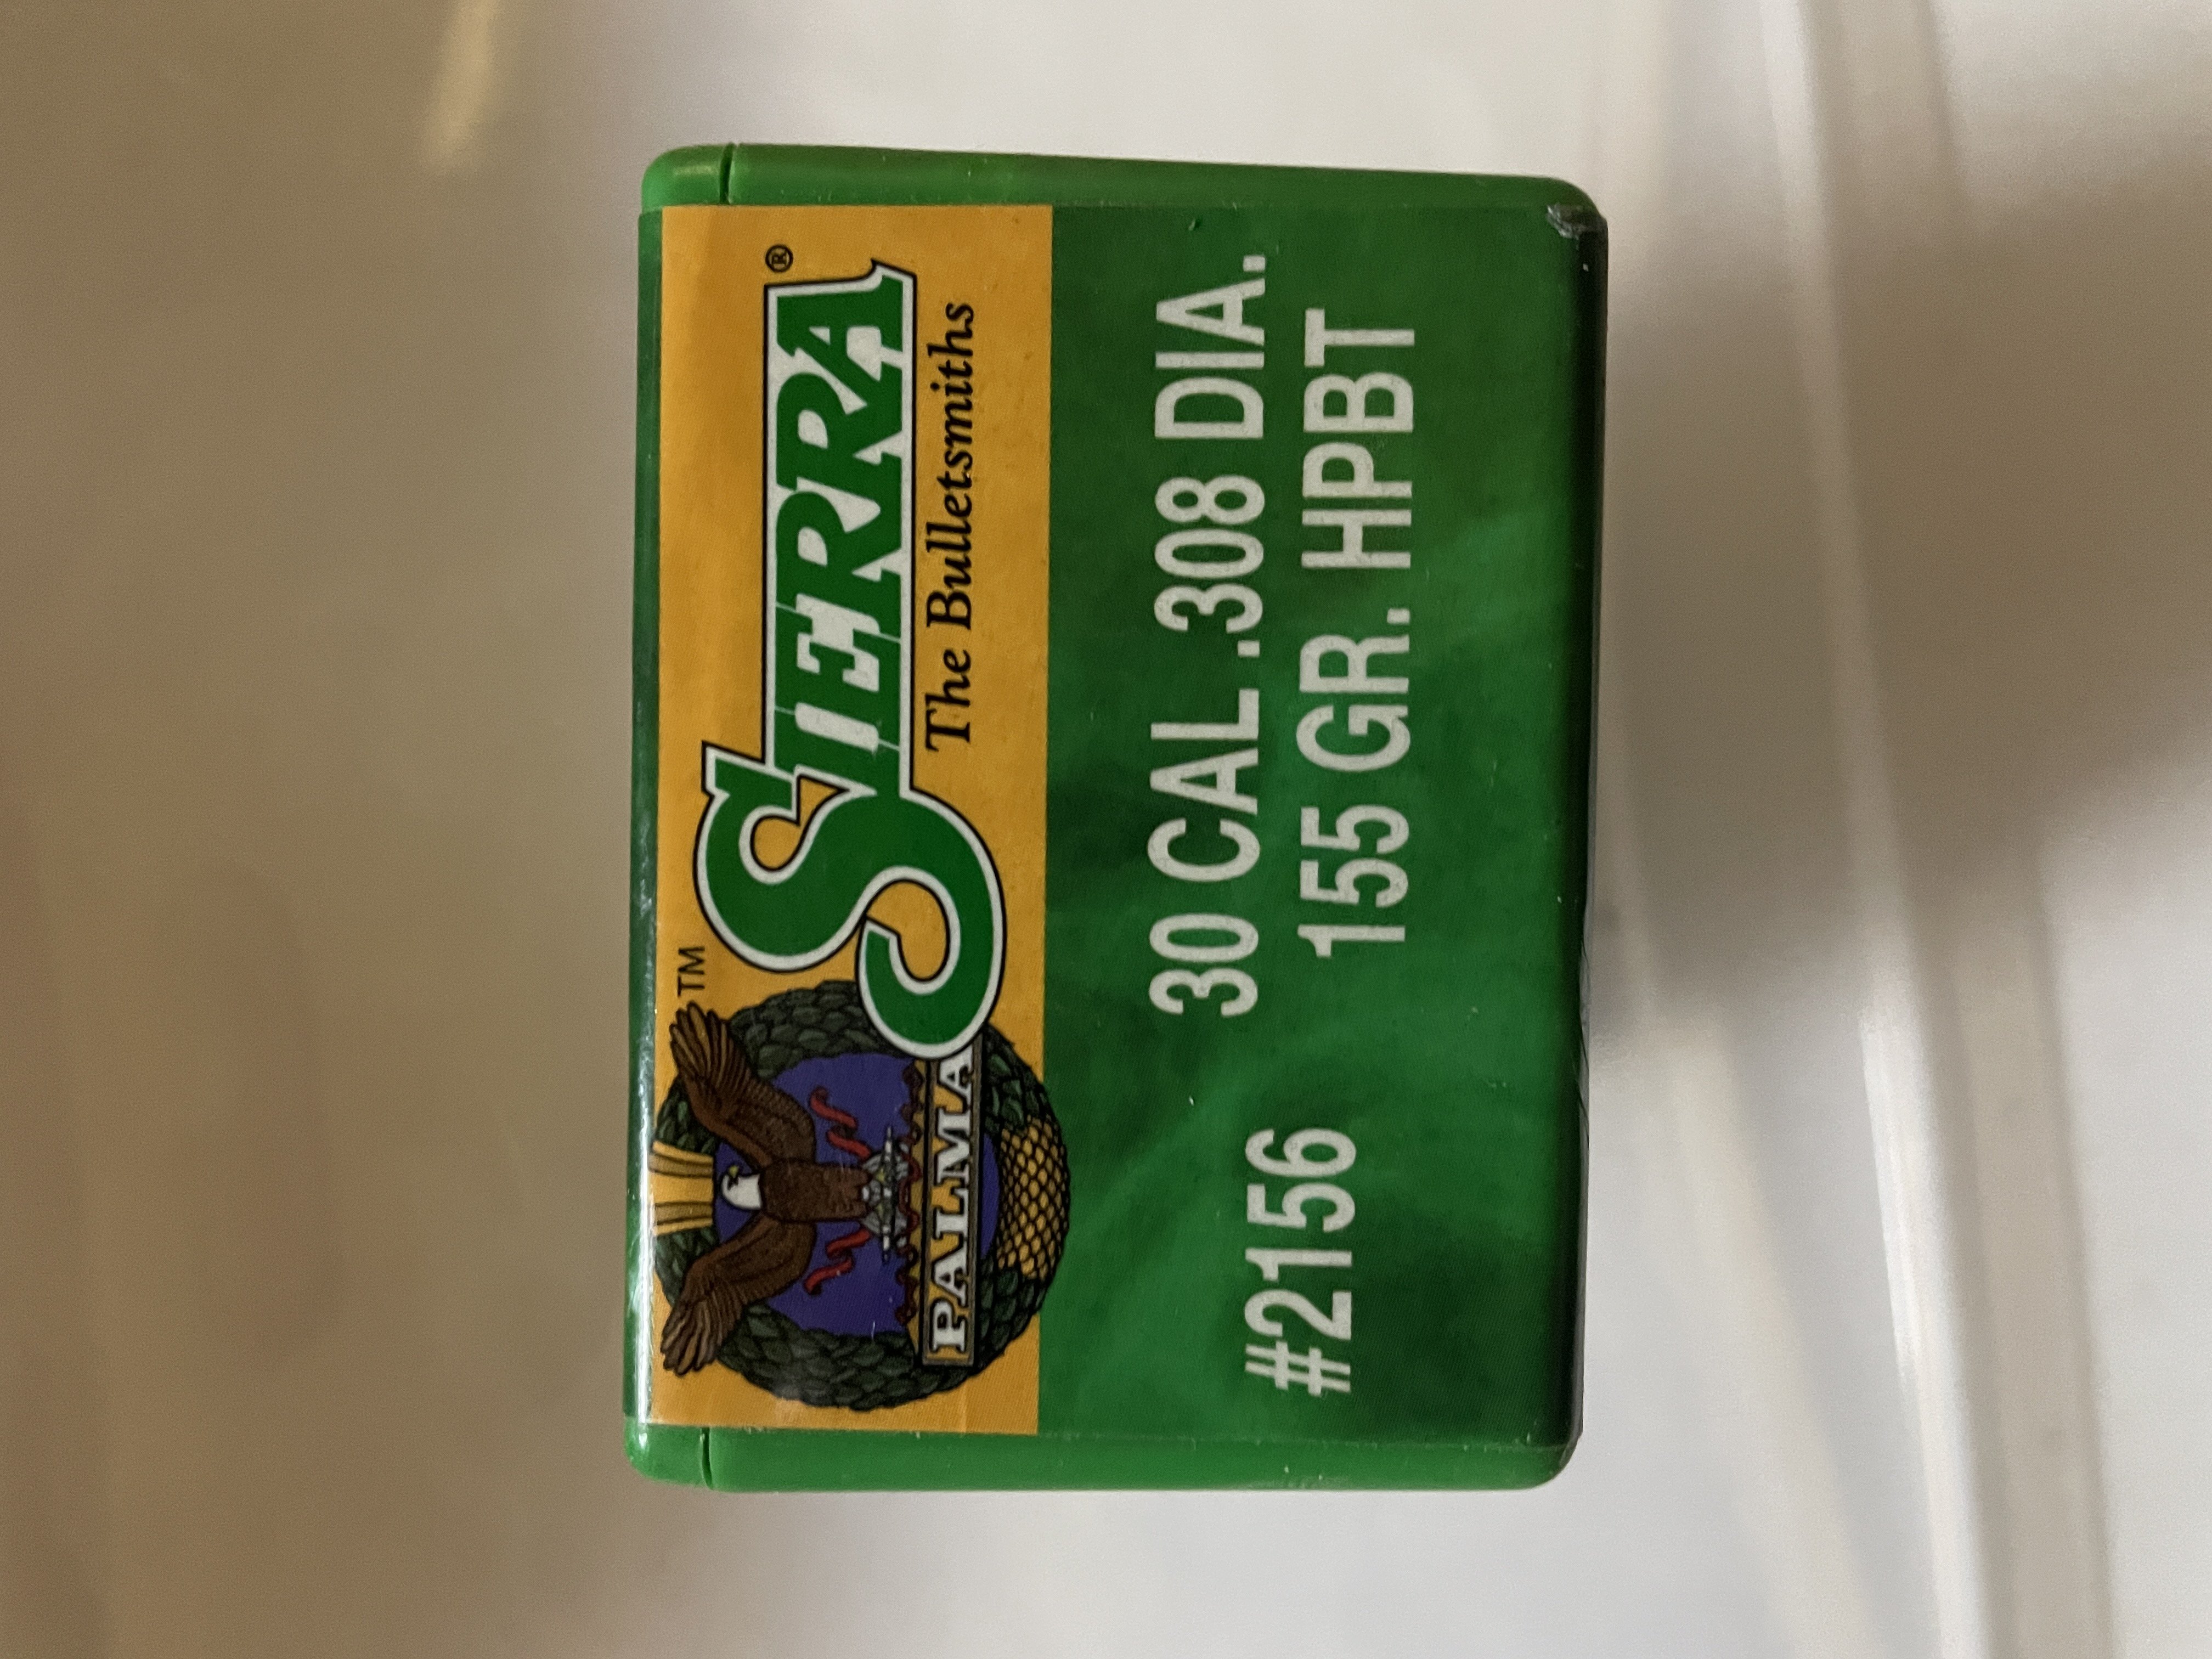 PALMA
™
SIERRA®
The Bulletsmiths
#2156
30 CAL .308 DIA.
155 GR. HPBT